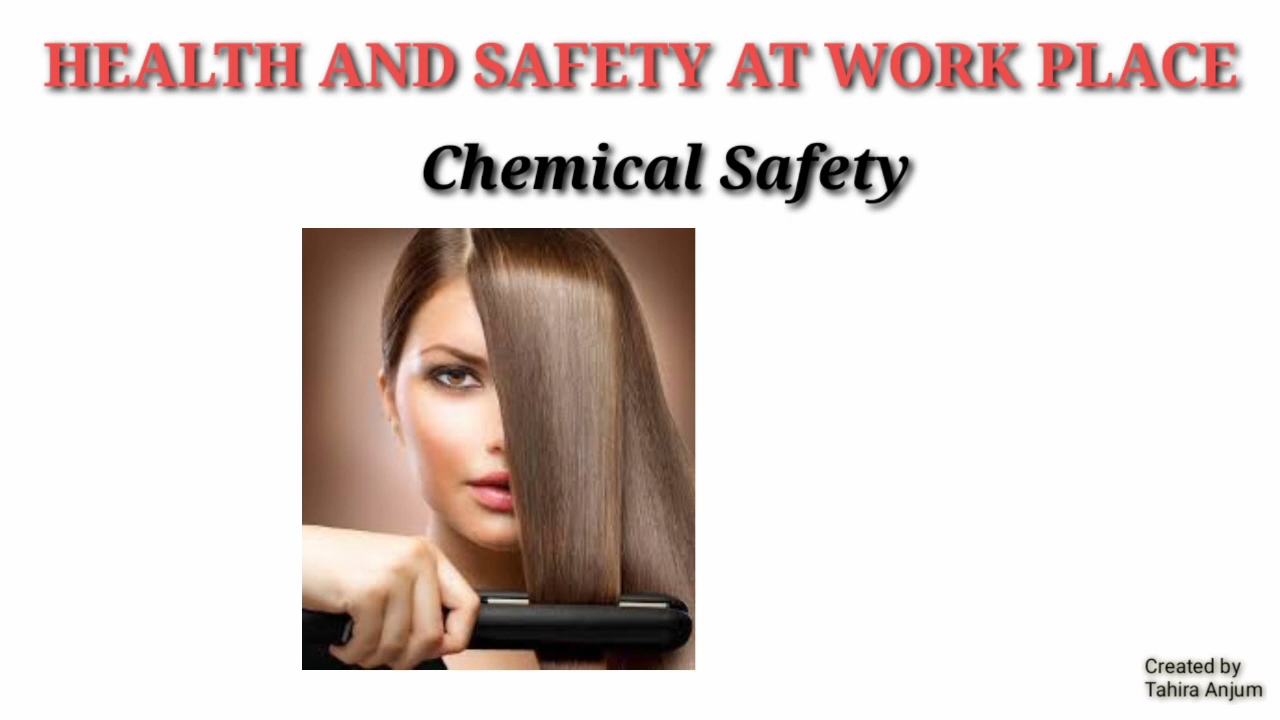 HEALTH AND SAFETY AT WORK PLACE
Chemical Safety
Created by
Tahira Anjum